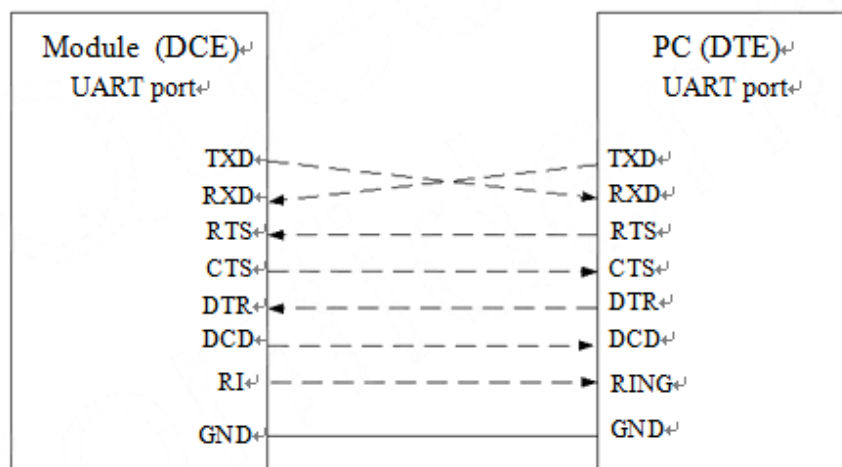 Module (DCE)↵
UART port↵
PC (DTE)↵
UART port↵
TXD↵
TXD↵
RXD↵
RXD↵
RTS↵
RTS↵
CTS↵
CTS↵
DTR↵
DTR↵
DCD↵
DCD↵
RI↵
RING↵
GND↵
GND↵